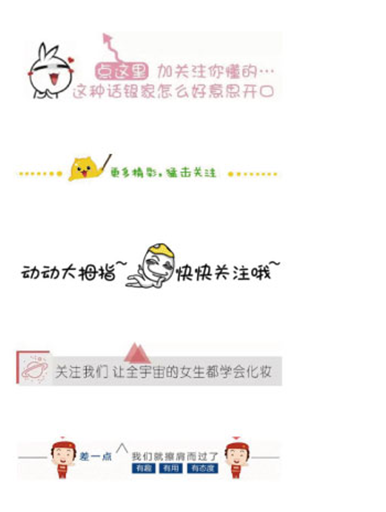 点这里 加关注你懂的…
这种话银家怎么好意思开口
更多精彩，猛击关注
动动大拇指~ 快快关注哦~
关注我们 让全宇宙的女生都学会化妆
差一点 我们就擦肩而过了
有趣 有用 有态度